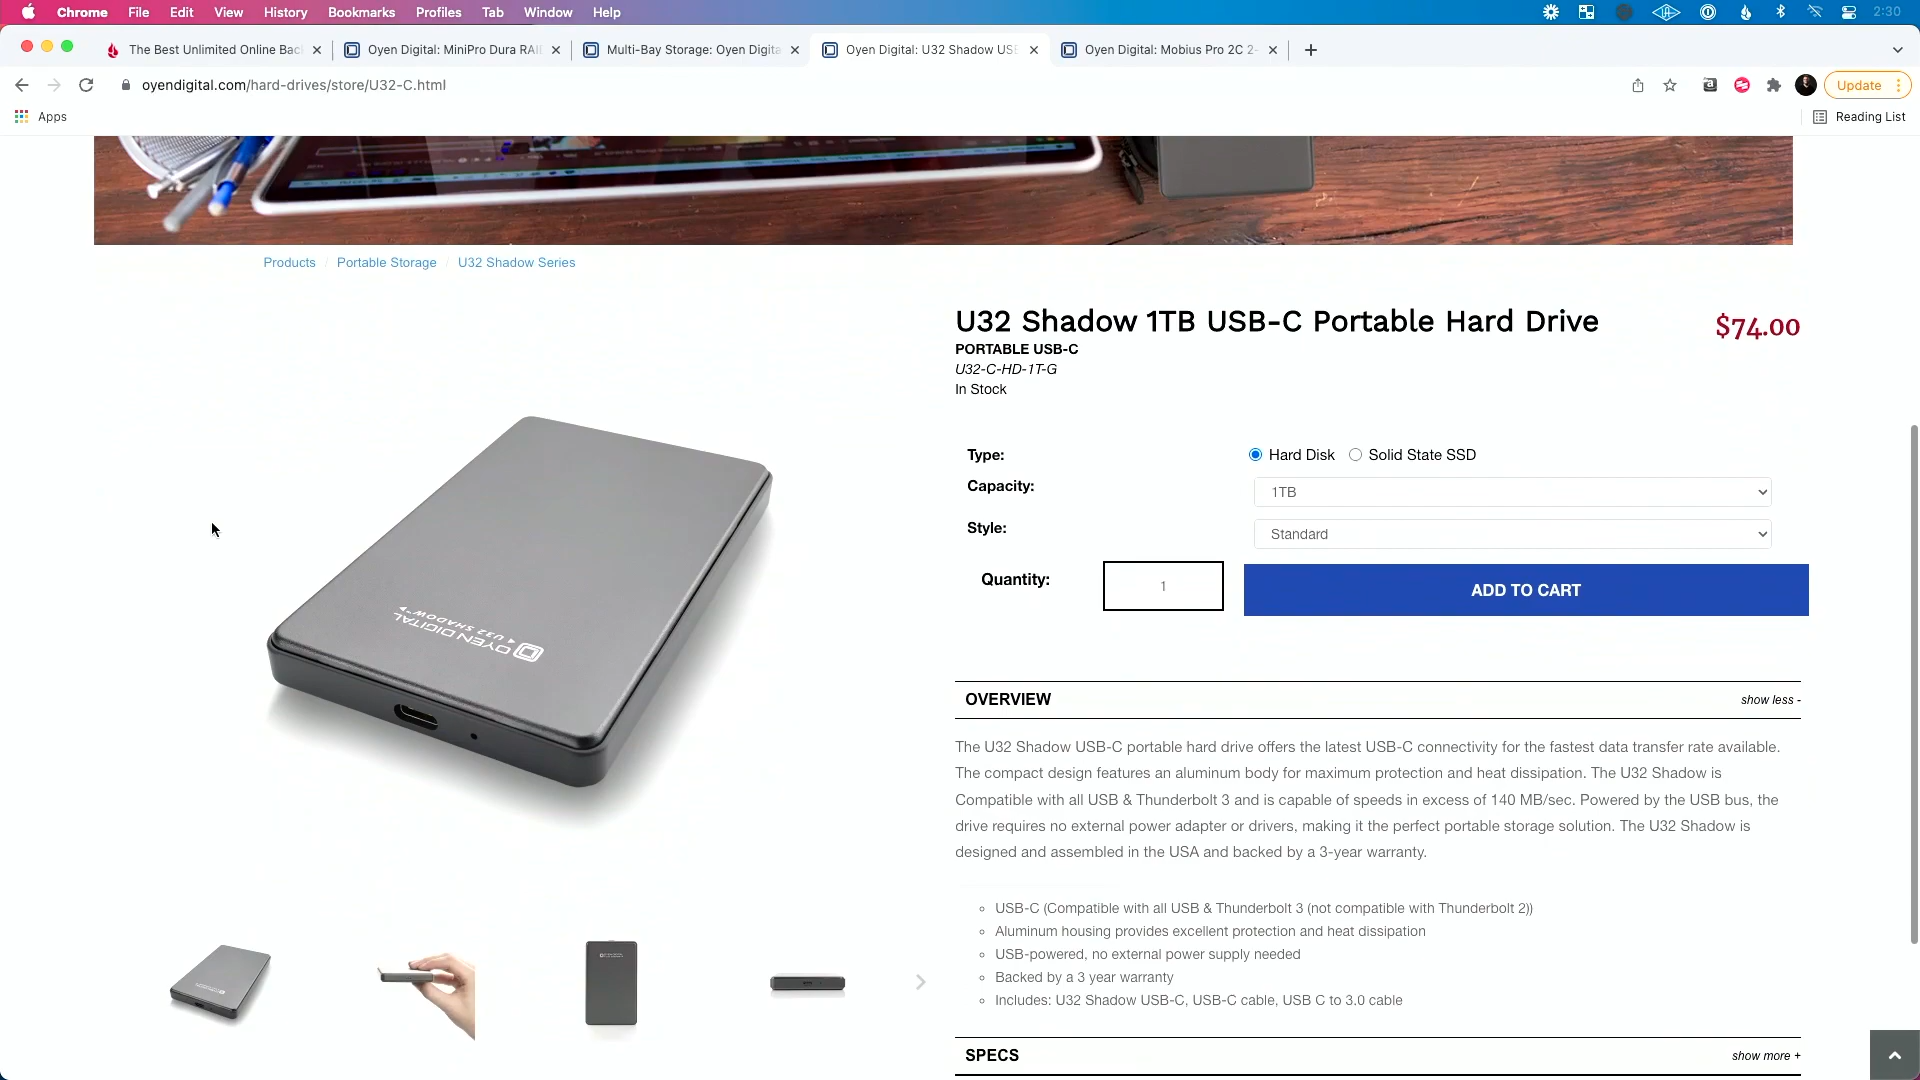 Chrome File Edit View History Bookmarks Profiles Tab Window Help 2:30
The Best Unlimited Online Bac
Oyen Digital: MiniPro Dura RAI
Multi-Bay Storage: Oyen Digita
Oyen Digital: U32 Shadow USB
Oyen Digital: Mobius Pro 2C 2-
oyendigital.com/hard-drives/store/U32-C.html
Update
Apps
Reading List
Products / Portable Storage / U32 Shadow Series
U32 Shadow 1TB USB-C Portable Hard Drive
$74.00
PORTABLE USB-C
U32-C-HD-1T-G
In Stock
Type: Hard Disk Solid State SSD
Capacity: 1TB
Style: Standard
Quantity: 1 ADD TO CART
OYEN DIGITAL
U32 SHADOW
OVERVIEW show less -
The U32 Shadow USB-C portable hard drive offers the latest USB-C connectivity for the fastest data transfer rate available.
The compact design features an aluminum body for maximum protection and heat dissipation. The U32 Shadow is
Compatible with all USB & Thunderbolt 3 and is capable of speeds in excess of 140 MB/sec. Powered by the USB bus, the
drive requires no external power adapter or drivers, making it the perfect portable storage solution. The U32 Shadow is
designed and assembled in the USA and backed by a 3-year warranty.
USB-C (Compatible with all USB & Thunderbolt 3 (not compatible with Thunderbolt 2))
Aluminum housing provides excellent protection and heat dissipation
USB-powered, no external power supply needed
Backed by a 3 year warranty
Includes: U32 Shadow USB-C, USB-C cable, USB C to 3.0 cable
SPECS show more +